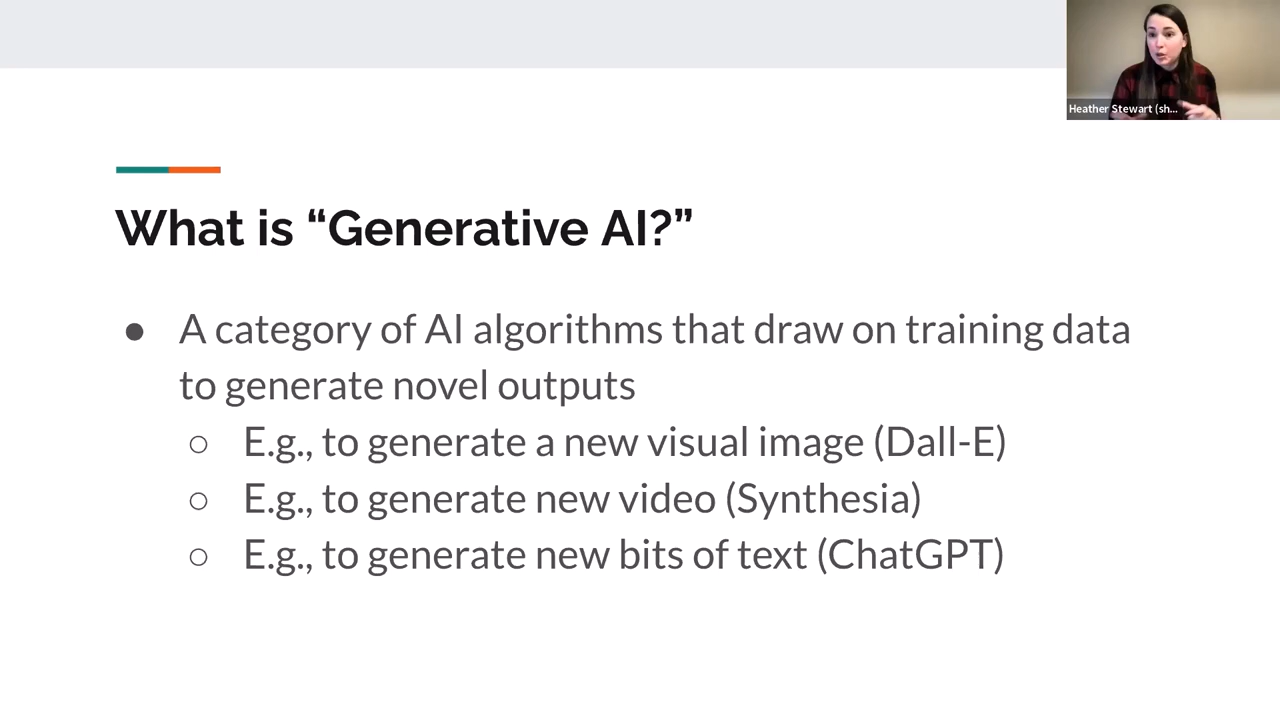 Heather Stewart (sh...
What is “Generative AI?”
● A category of AI algorithms that draw on training data
to generate novel outputs
○ E.g., to generate a new visual image (Dall-E)
○ E.g., to generate new video (Synthesia)
○ E.g., to generate new bits of text (ChatGPT)